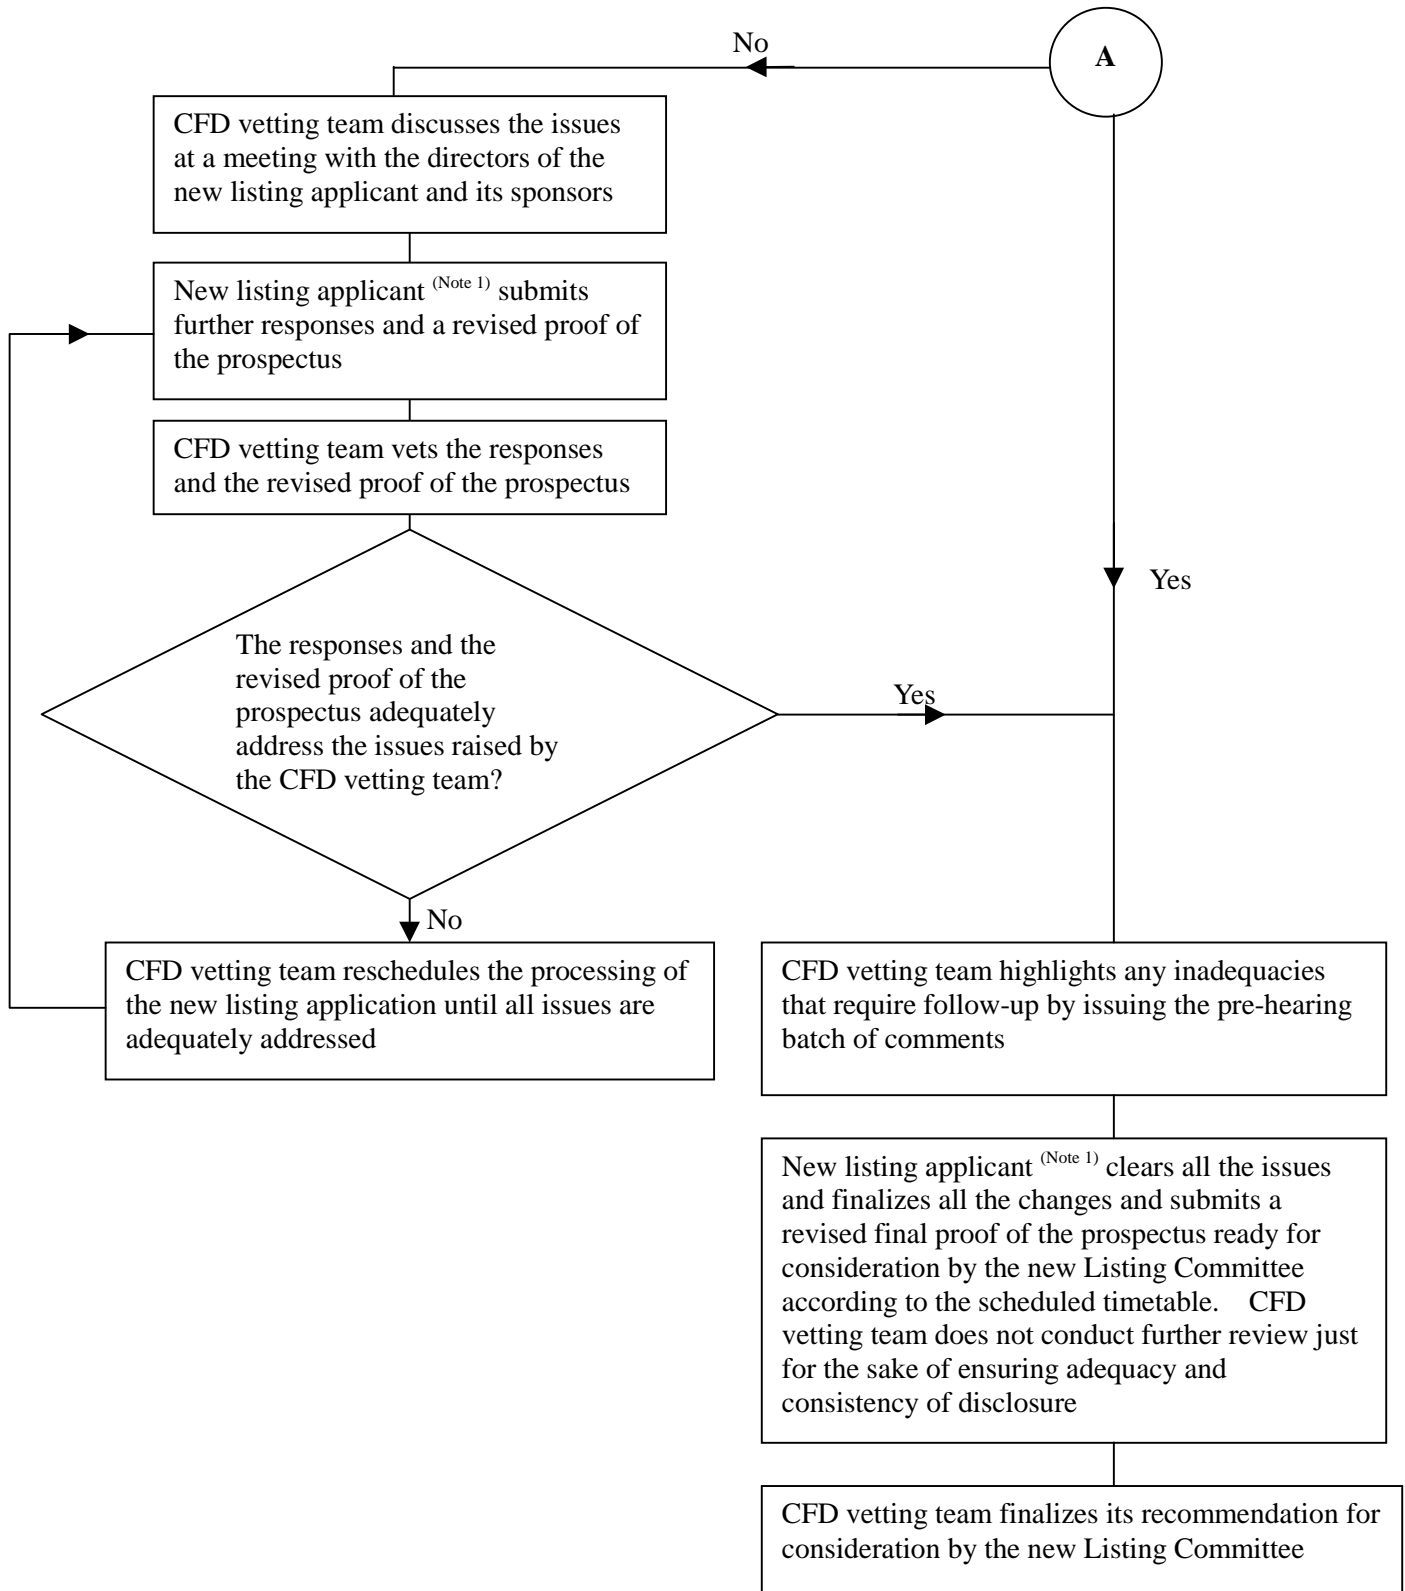 No
A
CFD vetting team discusses the issues
at a meeting with the directors of the
new listing applicant and its sponsors
New listing applicant (Note 1) submits
further responses and a revised proof of
the prospectus
CFD vetting team vets the responses
and the revised proof of the prospectus
Yes
The responses and the
revised proof of the
prospectus adequately
address the issues raised by
the CFD vetting team?
Yes
No
CFD vetting team reschedules the processing of
the new listing application until all issues are
adequately addressed
CFD vetting team highlights any inadequacies
that require follow-up by issuing the pre-hearing
batch of comments
New listing applicant (Note 1) clears all the issues
and finalizes all the changes and submits a
revised final proof of the prospectus ready for
consideration by the new Listing Committee
according to the scheduled timetable. CFD
vetting team does not conduct further review just
for the sake of ensuring adequacy and
consistency of disclosure
CFD vetting team finalizes its recommendation for
consideration by the new Listing Committee